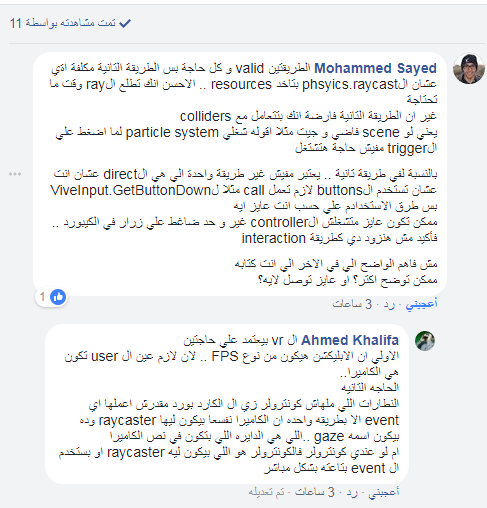 تمت مشاهدته بواسطة 11
Mohammed Sayed الطريقتين valid و كل حاجة بس الطريقة التانية مكلفة اةي
عشان الphsyics.raycast بتاخد resources .. الاحسن انك تطلع الray وقت ما
تحتاجة
غير ان الطريقة التانية فارضة انك بتتعامل مع colliders
يعني لو scene فاضي و جيت مثلا اقوله شغلي particle system لما اضغط علي
الtrigger مفيش حاجة هتشتغل
بالنسبة لفي طريقة تانية .. يعتبر مفيش غير طريقة واحدة الي هي الdirect عشان انت
عشان تستخدم الbuttons لازم تعمل call مثلا لViveInput.GetButtonDown
بس طرق الاستخدادم علي حسب انت عايز ايه
ممكن تكون عايز متشغلش الcontroller غير و حد ضاغط علي زرار في الكيبورد ..
فأكيد مش هنزود دي كطريقة interaction
مش فاهم الواضح الي في الاخر الي انت كتابه
ممكن توضح اكتر؟ او عايز توصل لايه؟
1
أعجبني · رد · 3 ساعات
Ahmed Khalifa ال vr بيعتمد علي حاجتين
الاولي ان الابليكشن هيكون من نوع FPS .. لان لازم عين ال user تكون
هي الكاميرا..
الحاجه التانيه
النظارات اللي ملهاش كونترولر زي ال الكارد بورد مقدرش اعملها اي
event الا بطريقه واحده ان الكاميرا نفسعا بيكون ليها raycaster وده
بيكون اسمه gaze ..اللي هي الدايره اللي بتكون في نص الكاميرا
ام لو عندي كونترولر فالكونترولر هو اللي بيكون ليه raycaster او بستخدم
ال event بتاعته بشكل مباشر
أعجبني · رد · 3 ساعات · تم تعديله